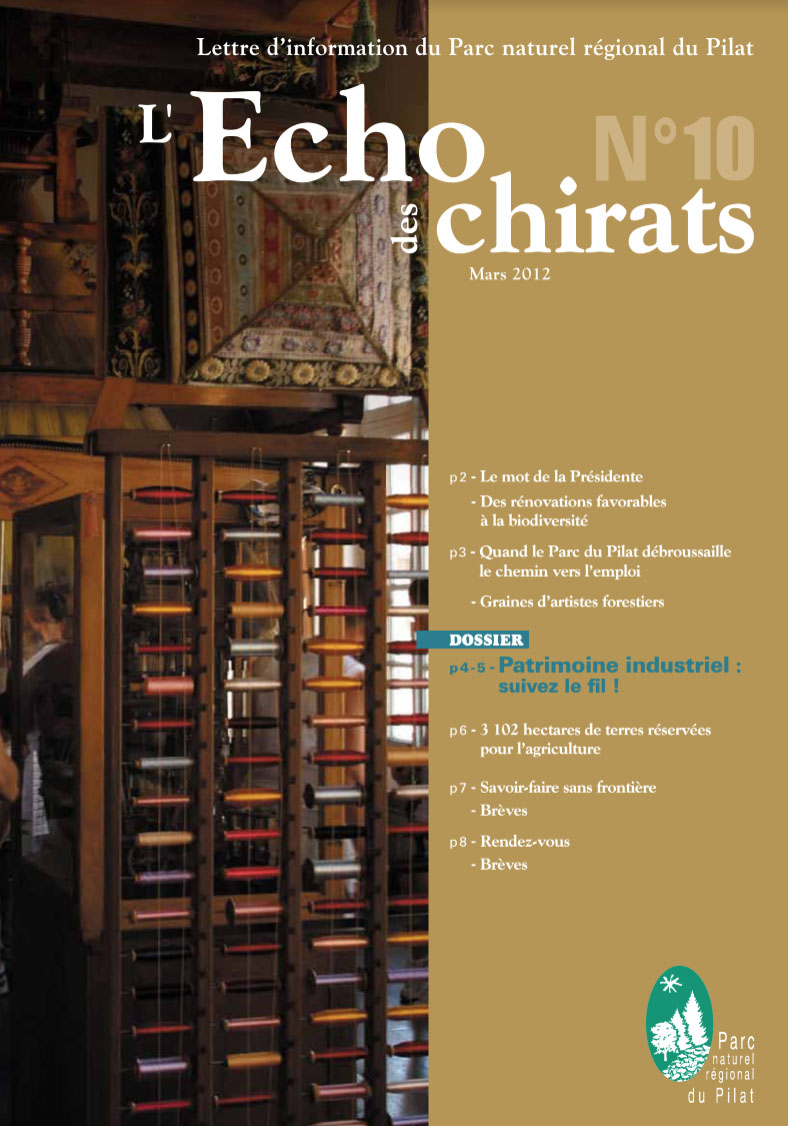 Lettre d'information du Parc naturel régional du Pilat
L'Echo
N°10
des chirats
Mars 2012
p2 - Le mot de la Présidente
- Des rénovations favorables
à la biodiversité
p3 - Quand le Parc du Pilat débroussaille
le chemin vers l'emploi
- Graines d'artistes forestiers
DOSSIER
p4-5 - Patrimoine industriel :
suivez le fil !
p6 - 3 102 hectares de terres réservées
pour l'agriculture
p7 - Savoir-faire sans frontière
- Brèves
p8 - Rendez-vous
- Brèves
Parc
naturel
régional
du Pilat